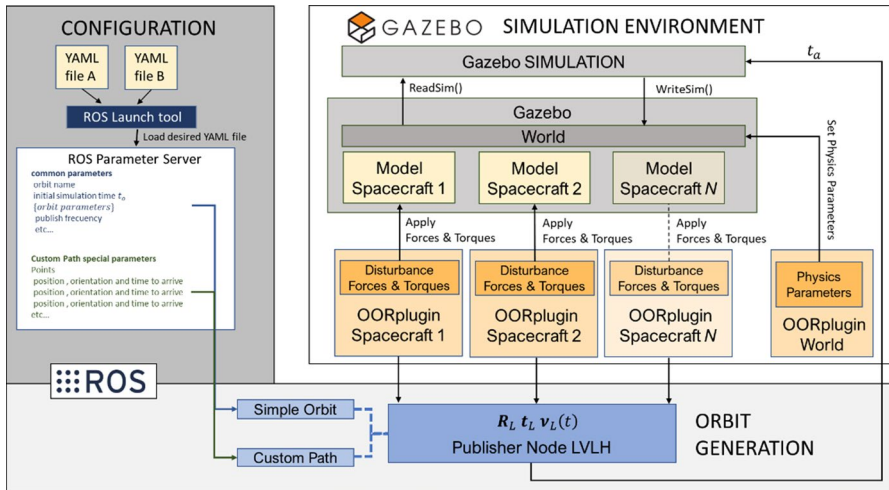 CONFIGURATION
YAML
file A
YAML
file B
ROS Launch tool
Load desired YAML file
ROS Parameter Server
common parameters
orbit name
initial simulation time t_o
{orbit parameters}
publish frecuency
etc...
Custom Path special parameters
Points
position , orientation and time to arrive
position , orientation and time to arrive
position , orientation and time to arrive
etc...
ROS
GAZEBO SIMULATION ENVIRONMENT
Gazebo SIMULATION
t_a
ReadSim()
WriteSim()
Gazebo
World
Model
Spacecraft 1
Model
Spacecraft 2
Model
Spacecraft N
Set Physics Parameters
Apply
Forces & Torques
Apply
Forces & Torques
Apply
Forces & Torques
Disturbance
Forces & Torques
OORplugin
Spacecraft 1
Disturbance
Forces & Torques
OORplugin
Spacecraft 2
Disturbance
Forces & Torques
OORplugin
Spacecraft N
Physics
Parameters
OORplugin
World
Simple Orbit
Custom Path
R_L t_L v_L(t)
Publisher Node LVLH
ORBIT
GENERATION